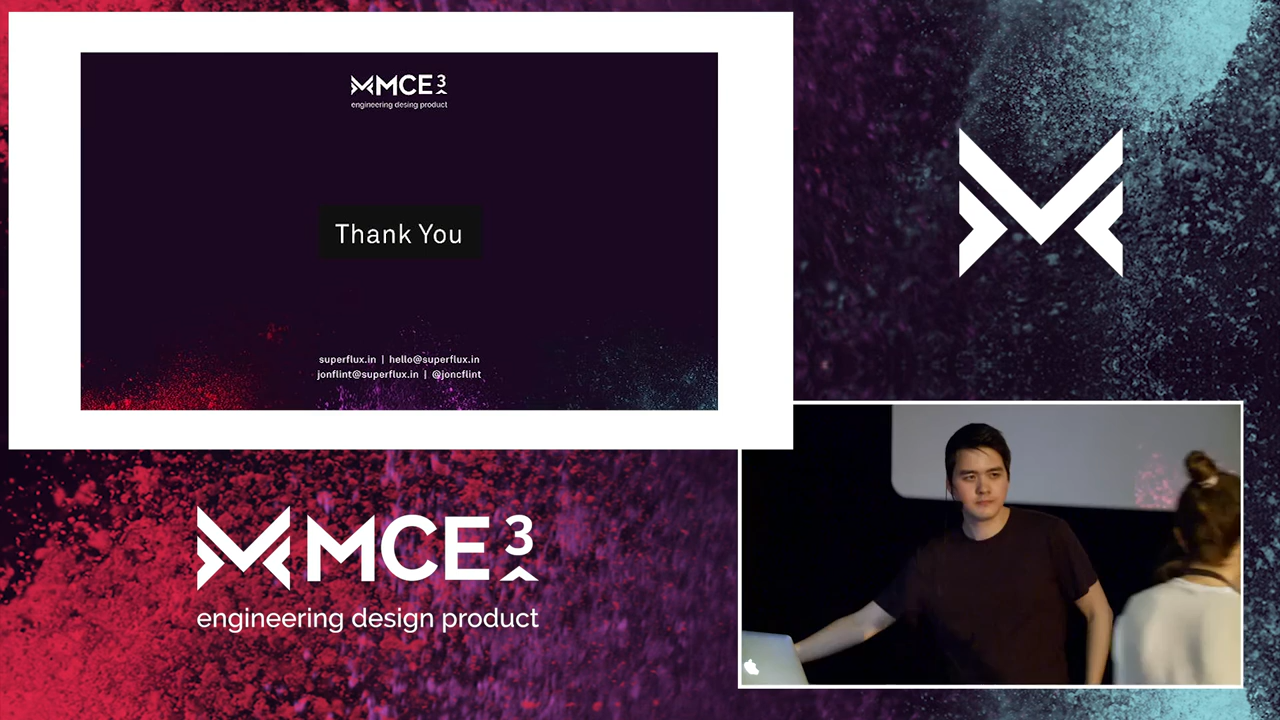 MCE 3
engineering desing product
Thank You
superflux.in | hello@superflux.in
jonflint@superflux.in | @joncflint
MCE 3
engineering design product